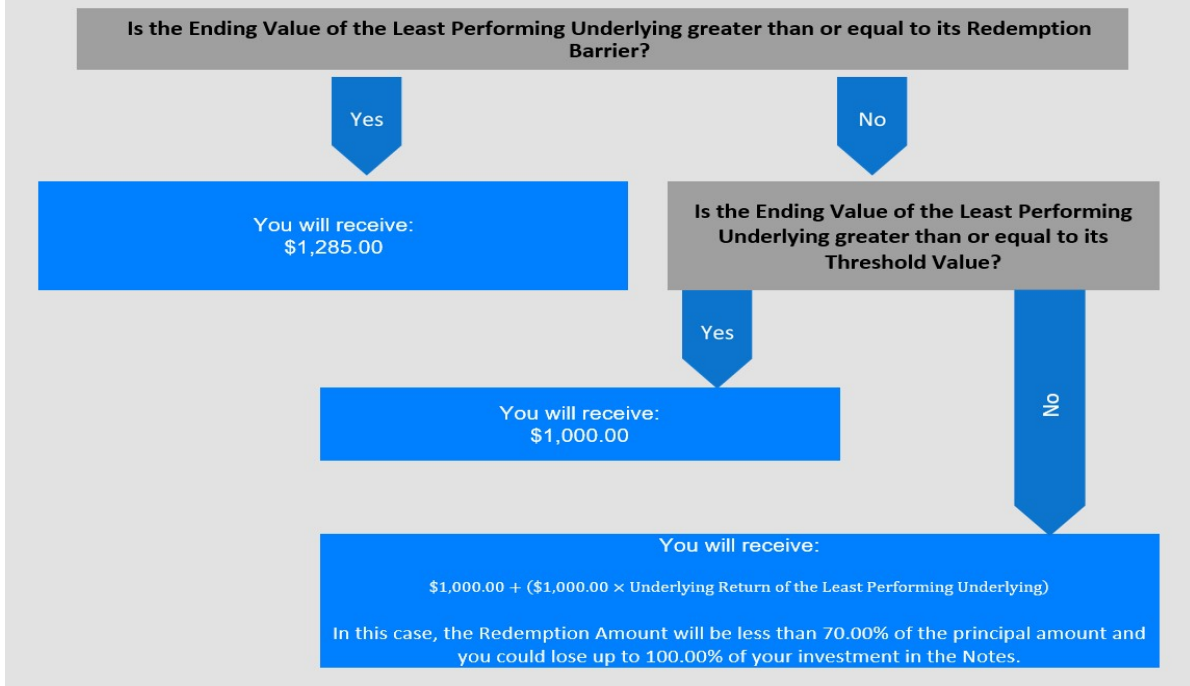 Is the Ending Value of the Least Performing Underlying greater than or equal to its Redemption
Barrier?
Yes
No
You will receive:
$1,285.00
Is the Ending Value of the Least Performing
Underlying greater than or equal to its
Threshold Value?
Yes
No
You will receive:
$1,000.00
You will receive:
$1,000.00 + ($1,000.00 × Underlying Return of the Least Performing Underlying)
In this case, the Redemption Amount will be less than 70.00% of the principal amount and
you could lose up to 100.00% of your investment in the Notes.